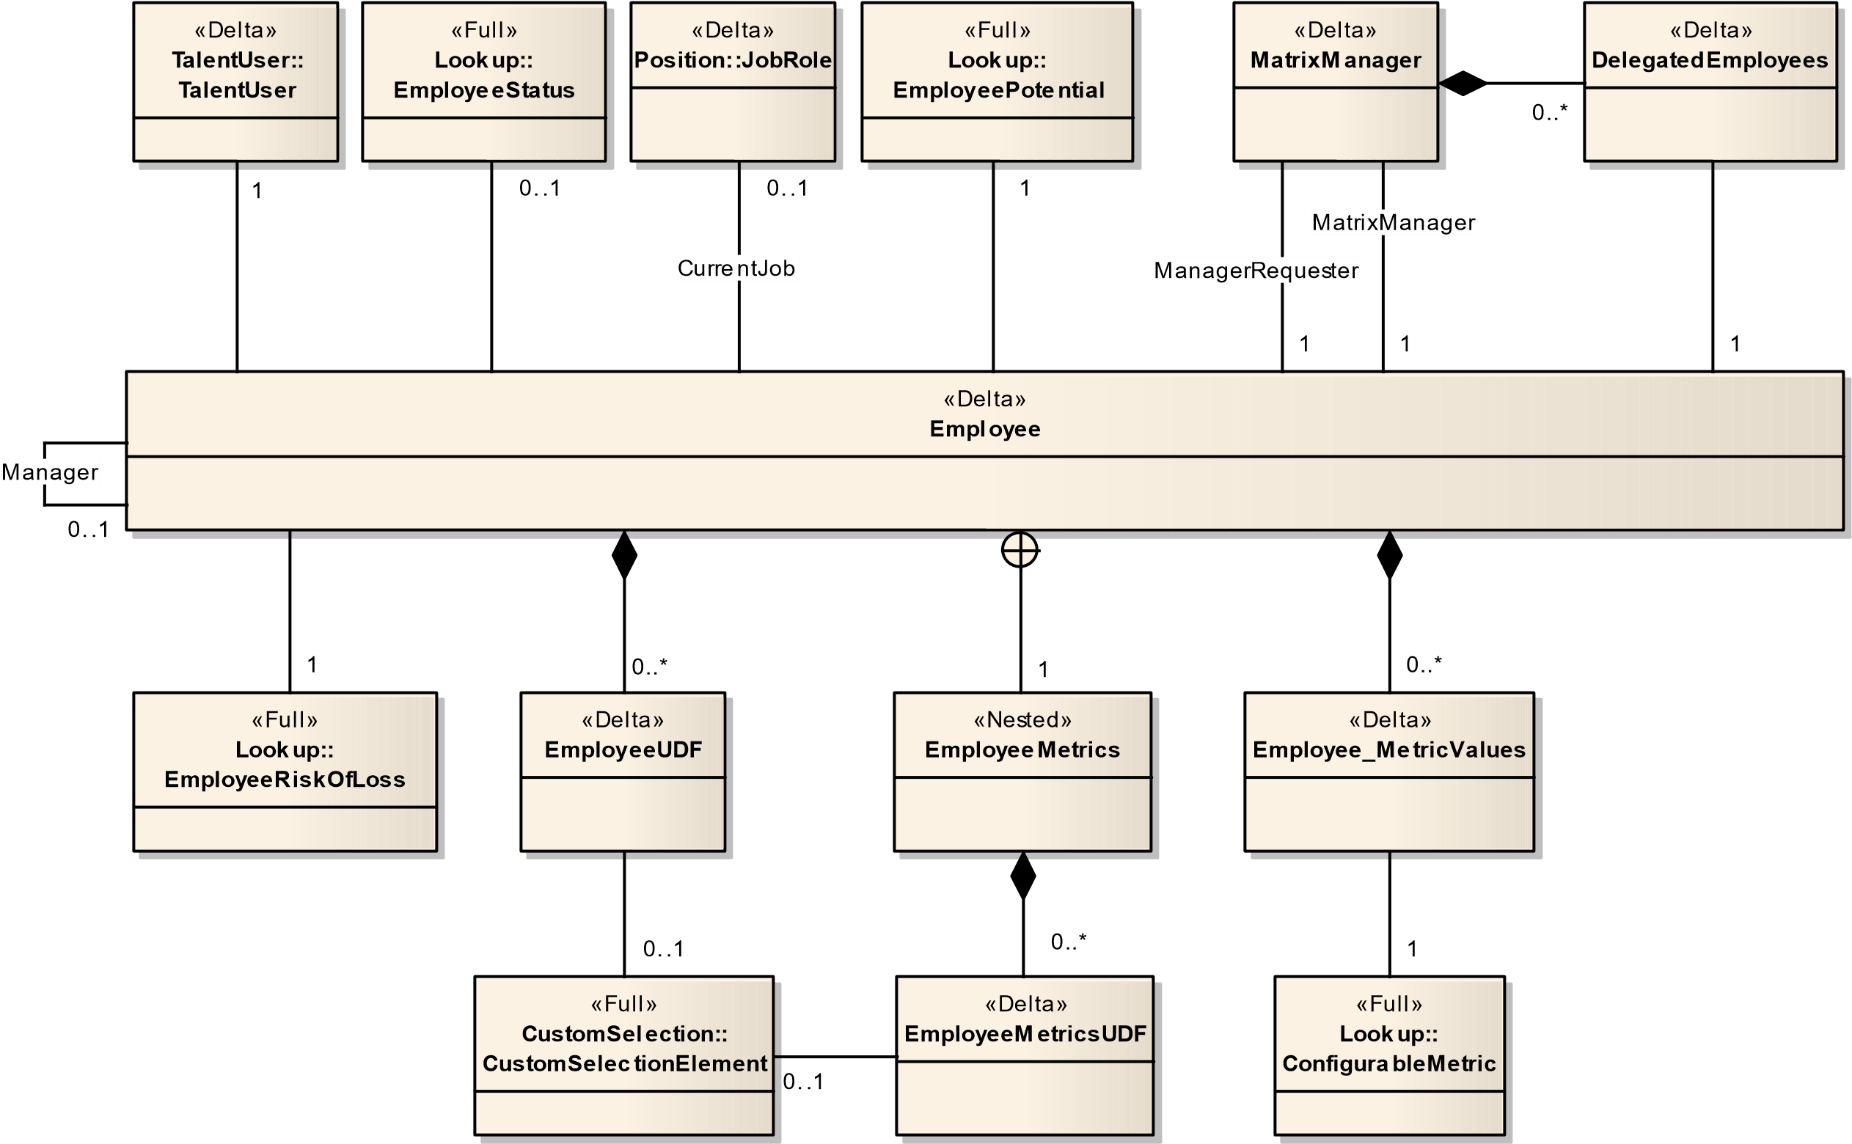 «Delta»
TalentUser::
TalentUser
«Full»
Lookup::
EmployeeStatus
«Delta»
Position::JobRole
«Full»
Lookup::
EmployeePotential
«Delta»
MatrixManager
«Delta»
DelegatedEmployees
0..*
1
0..1
0..1
1
MatrixManager
CurrentJob
ManagerRequester
1
1
1
«Delta»
Employee
Manager
0..1
1
0..*
1
0..*
«Full»
Lookup::
EmployeeRiskOfLoss
«Delta»
EmployeeUDF
«Nested»
EmployeeMetrics
«Delta»
Employee_MetricValues
0..1
0..*
1
«Full»
CustomSelection::
CustomSelectionElement
0..1
«Delta»
EmployeeMetricsUDF
«Full»
Lookup::
ConfigurableMetric